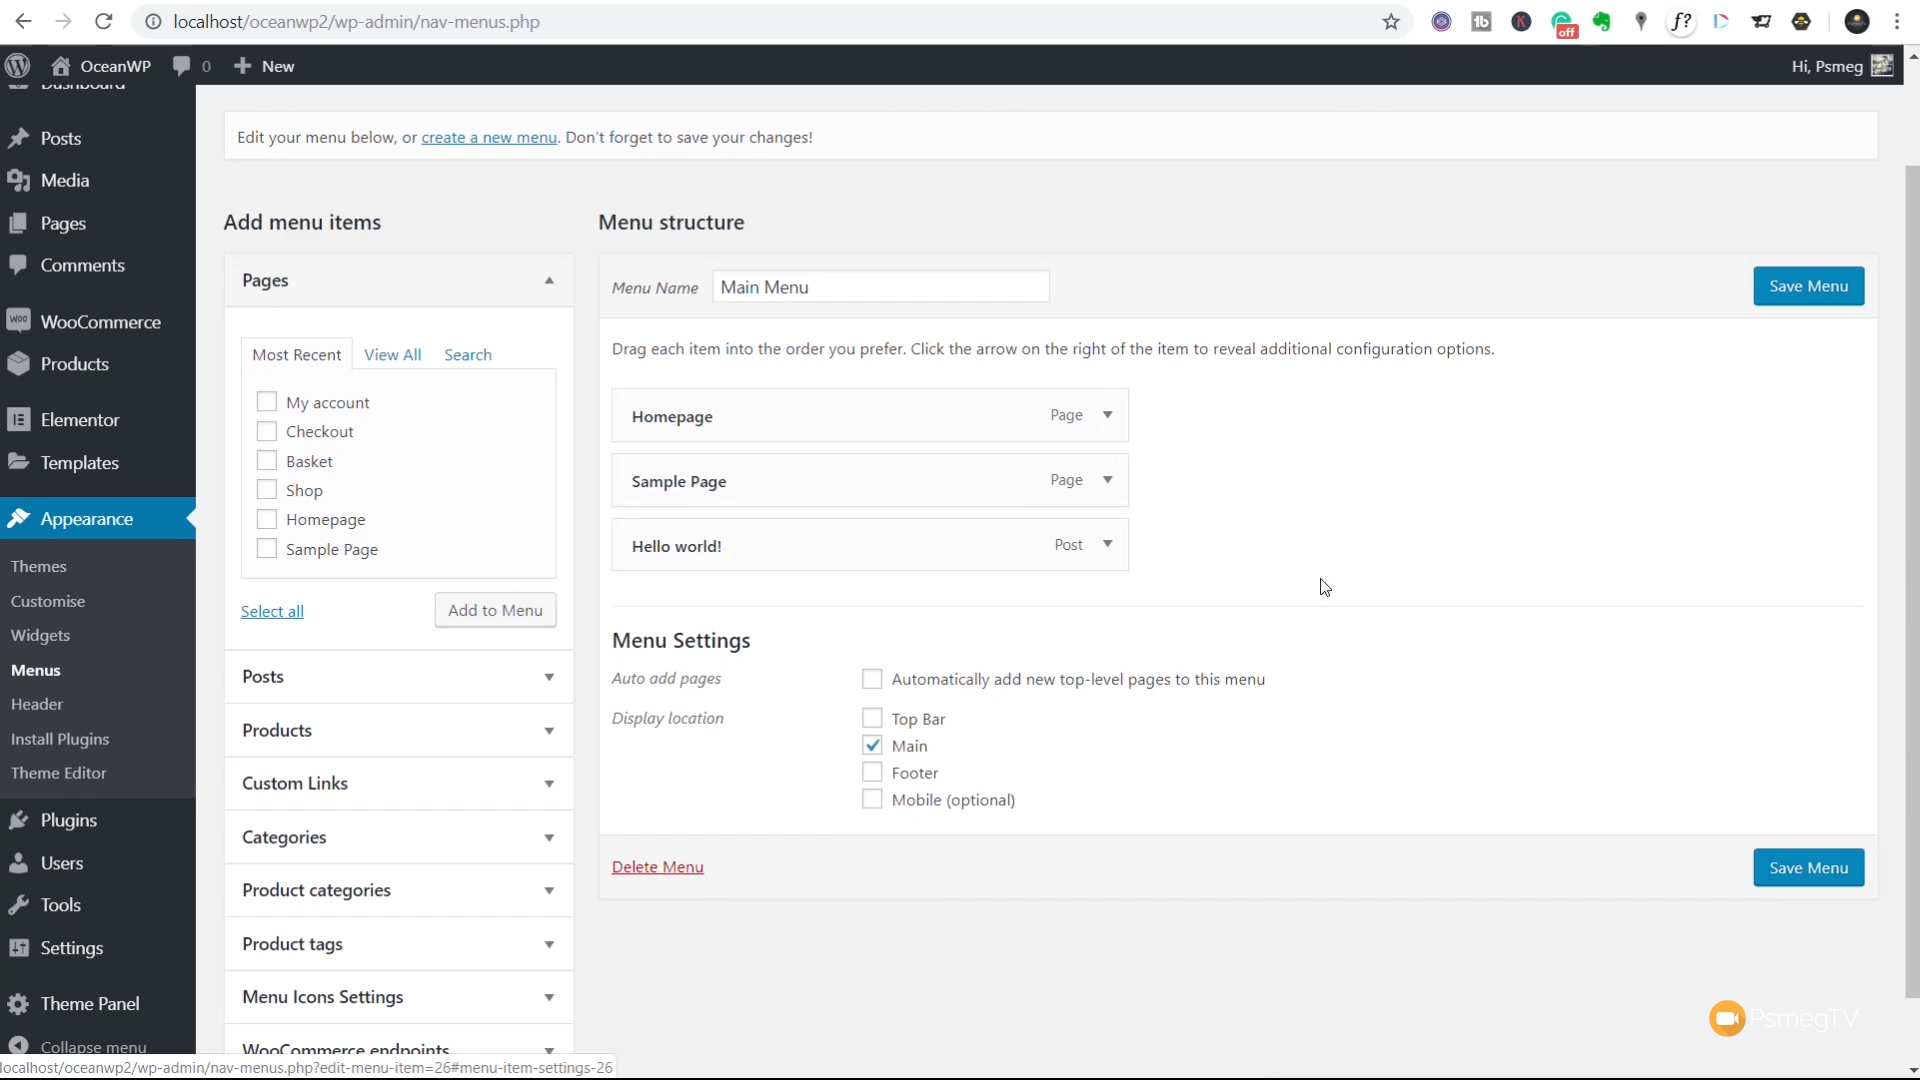 localhost/oceanwp2/wp-admin/nav-menus.php
off
OceanWP
0
New
Hi, Psmeg
Dashboard
Posts
Media
Pages
Comments
WooCommerce
Products
Elementor
Templates
Appearance
Themes
Customise
Widgets
Menus
Header
Install Plugins
Theme Editor
Plugins
Users
Tools
Settings
Theme Panel
Collapse menu
Edit your menu below, or create a new menu. Don't forget to save your changes!
Add menu items
Pages
Most Recent View All Search
My account
Checkout
Basket
Shop
Homepage
Sample Page
Select all
Add to Menu
Posts
Products
Custom Links
Categories
Product categories
Product tags
Menu Icons Settings
WooCommerce endpoints
Menu structure
Menu Name Main Menu
Save Menu
Drag each item into the order you prefer. Click the arrow on the right of the item to reveal additional configuration options.
Homepage Page
Sample Page Page
Hello world! Post
Menu Settings
Auto add pages Automatically add new top-level pages to this menu
Display location Top Bar
Main
Footer
Mobile (optional)
Delete Menu
Save Menu
PsmegTV
localhost/oceanwp2/wp-admin/nav-menus.php?edit-menu-item=26#menu-item-settings-26